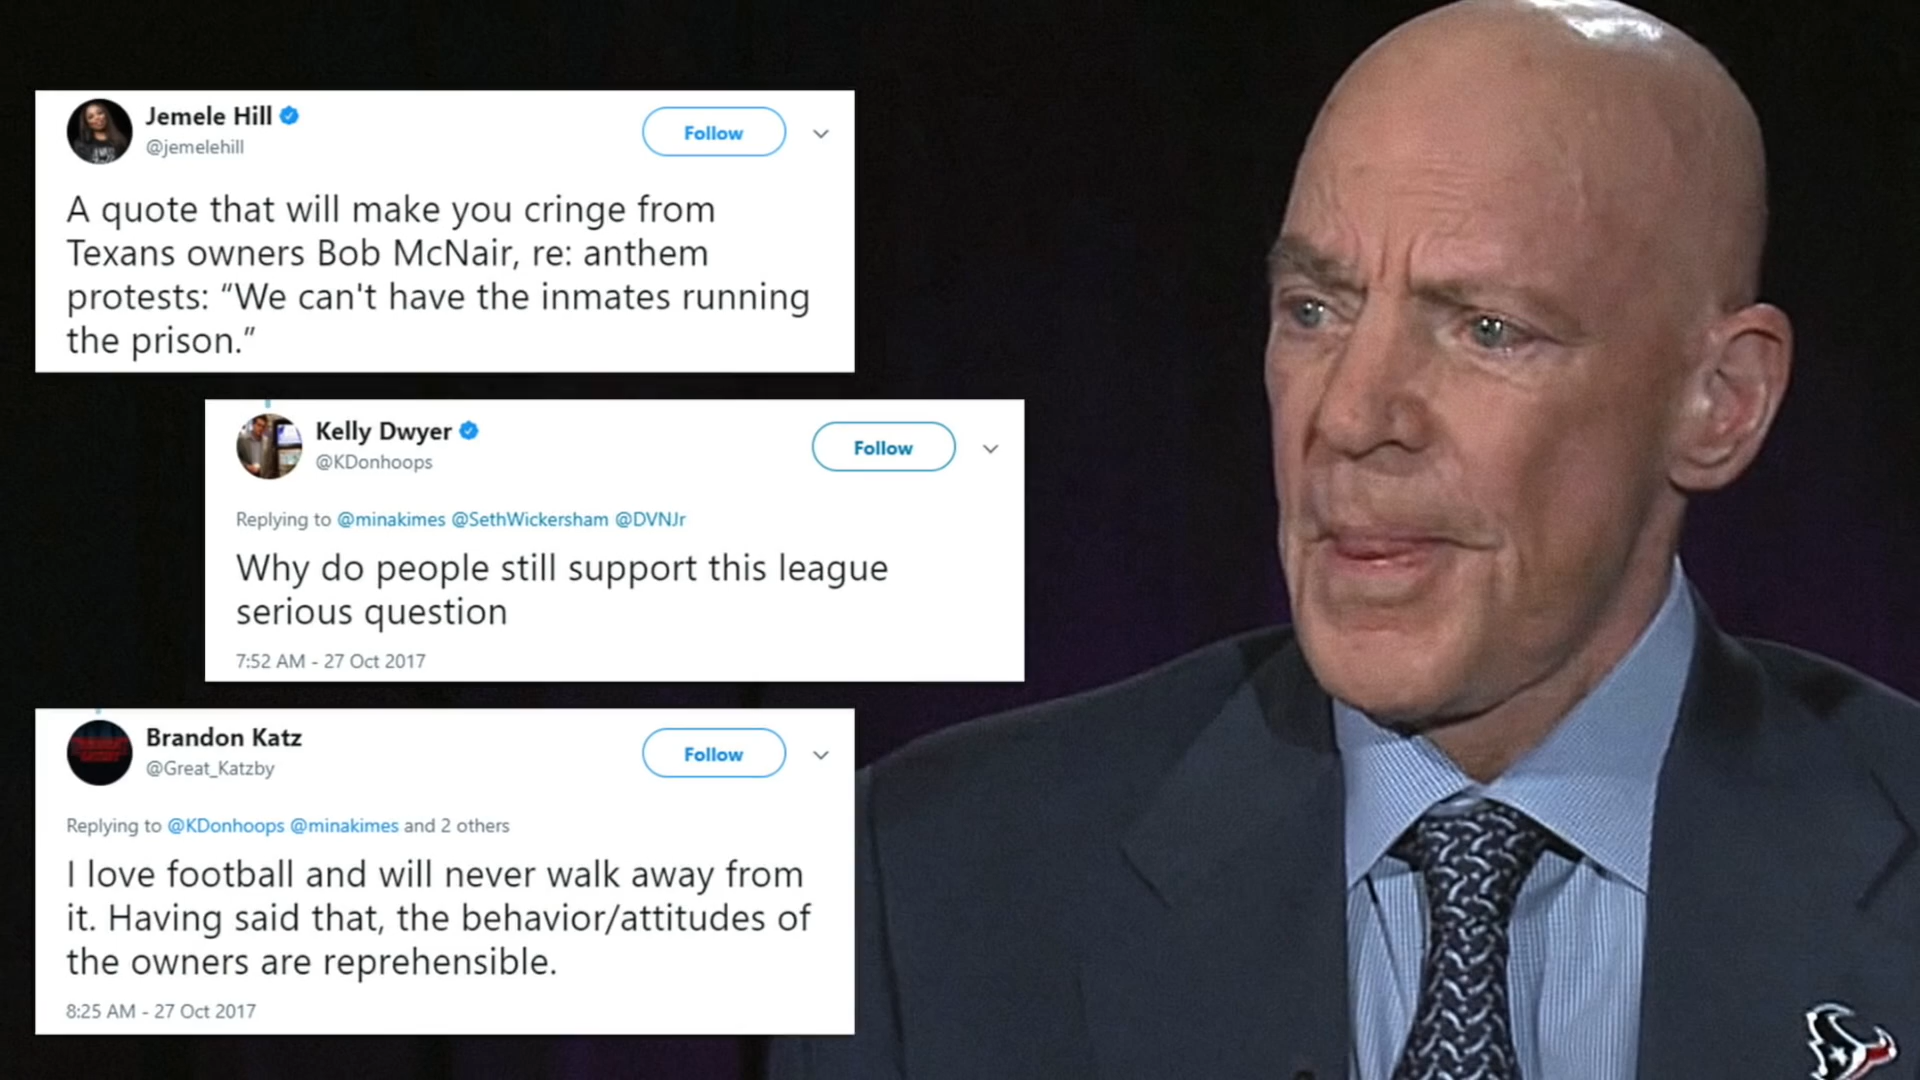 Jemele Hill
@jemelehill
Follow
A quote that will make you cringe from
Texans owners Bob McNair, re: anthem
protests: “We can't have the inmates running
the prison.”
Kelly Dwyer
@KDonhoops
Follow
Replying to @minakimes @SethWickersham @DVNJr
Why do people still support this league
serious question
7:52 AM - 27 Oct 2017
Brandon Katz
@Great_Katzby
Follow
Replying to @KDonhoops @minakimes and 2 others
I love football and will never walk away from
it. Having said that, the behavior/attitudes of
the owners are reprehensible.
8:25 AM - 27 Oct 2017